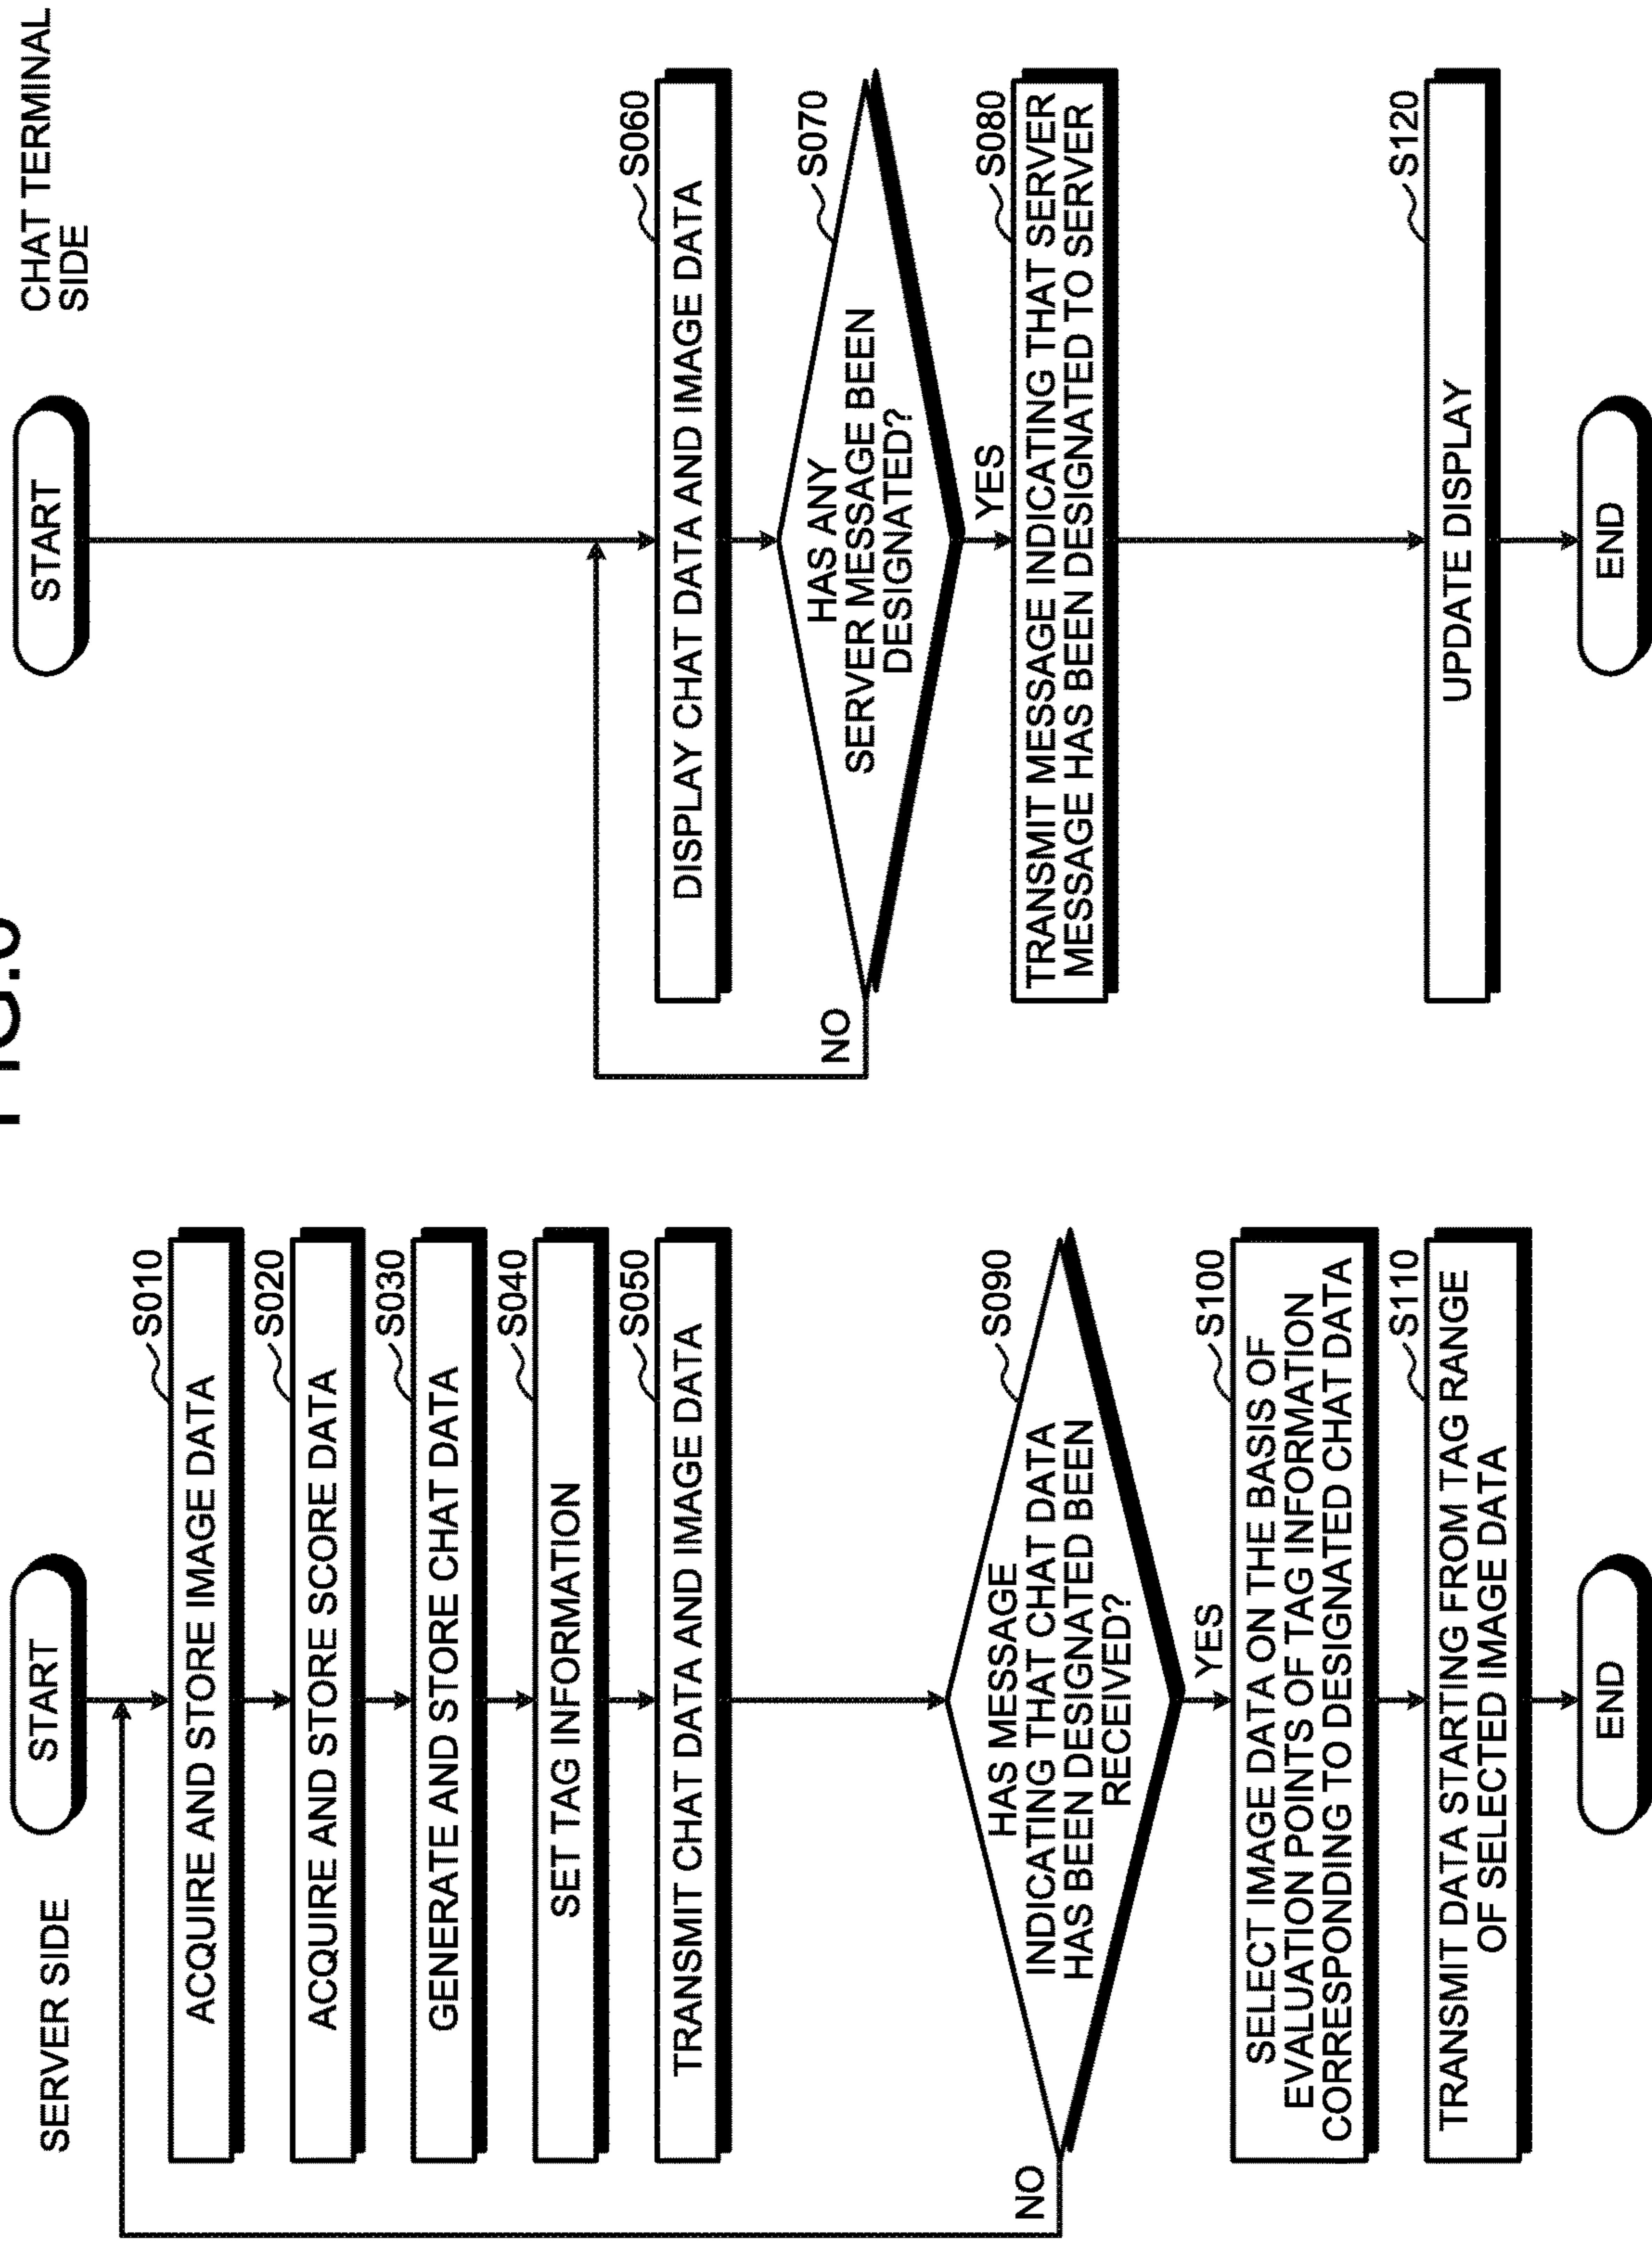 SERVER SIDE
START
S010
ACQUIRE AND STORE IMAGE DATA
S020
ACQUIRE AND STORE SCORE DATA
S030
GENERATE AND STORE CHAT DATA
S040
SET TAG INFORMATION
S050
TRANSMIT CHAT DATA AND IMAGE DATA
S090
HAS MESSAGE
INDICATING THAT CHAT DATA
HAS BEEN DESIGNATED BEEN
RECEIVED?
NO
YES
S100
SELECT IMAGE DATA ON THE BASIS OF
EVALUATION POINTS OF TAG INFORMATION
CORRESPONDING TO DESIGNATED CHAT DATA
S110
TRANSMIT DATA STARTING FROM TAG RANGE
OF SELECTED IMAGE DATA
END
CHAT TERMINAL
SIDE
START
S060
DISPLAY CHAT DATA AND IMAGE DATA
S070
HAS ANY
SERVER MESSAGE BEEN
DESIGNATED?
NO
YES
S080
TRANSMIT MESSAGE INDICATING THAT SERVER
MESSAGE HAS BEEN DESIGNATED TO SERVER
S120
UPDATE DISPLAY
END